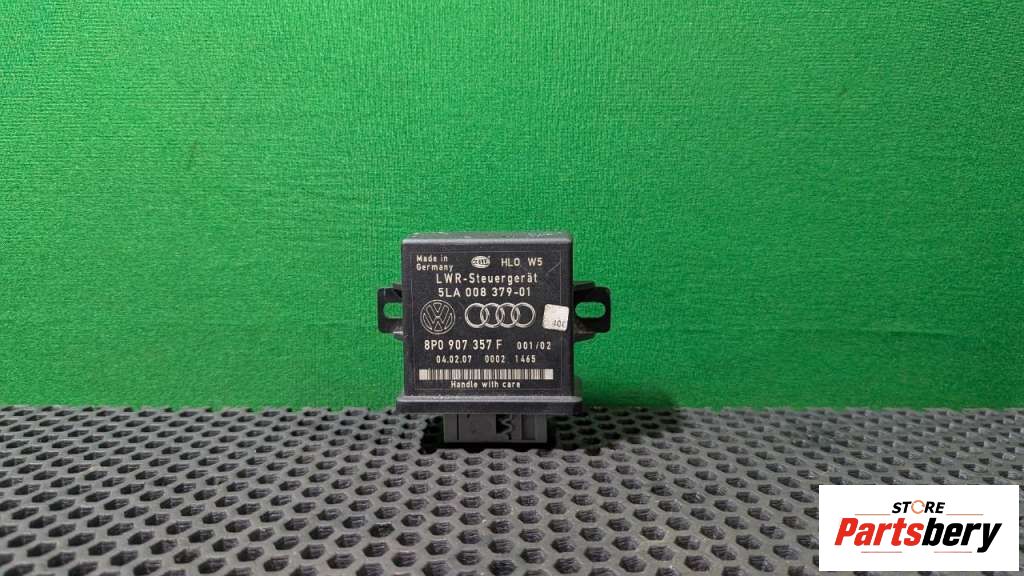 Made in
Germany
HELLA
HLO W5
LWR-Steuergerät
5LA 008 379-01
8P0 907 357 F 001/02
04.02.07 0002 1465
Handle with care
STORE
Partsbery